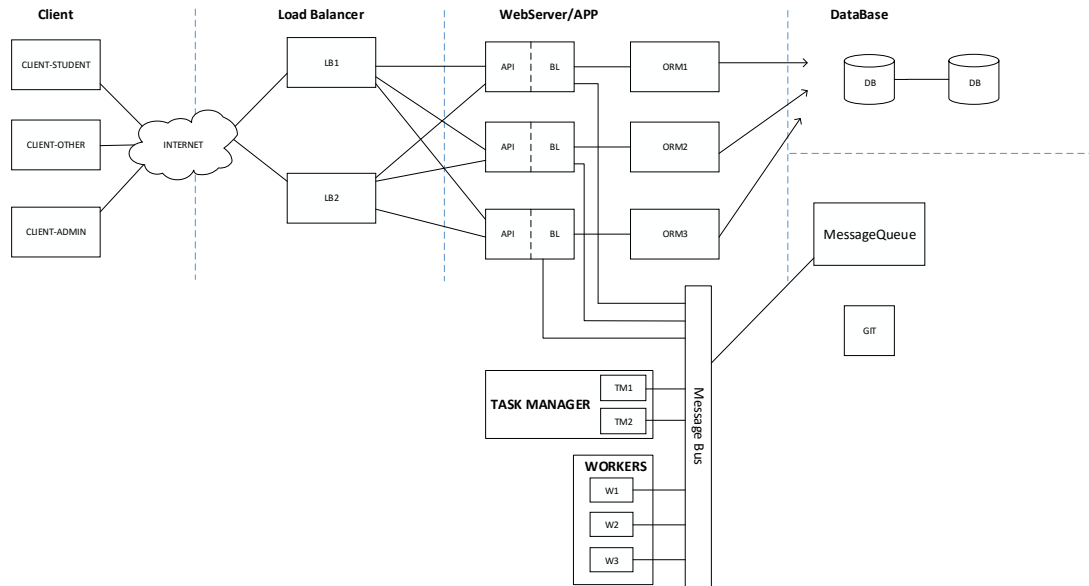 Client
Load Balancer
WebServer/APP
DataBase
CLIENT-STUDENT
CLIENT-OTHER
CLIENT-ADMIN
INTERNET
LB1
LB2
API
BL
ORM1
API
BL
ORM2
API
BL
ORM3
DB
DB
MessageQueue
GIT
Message Bus
TASK MANAGER
TM1
TM2
WORKERS
W1
W2
W3